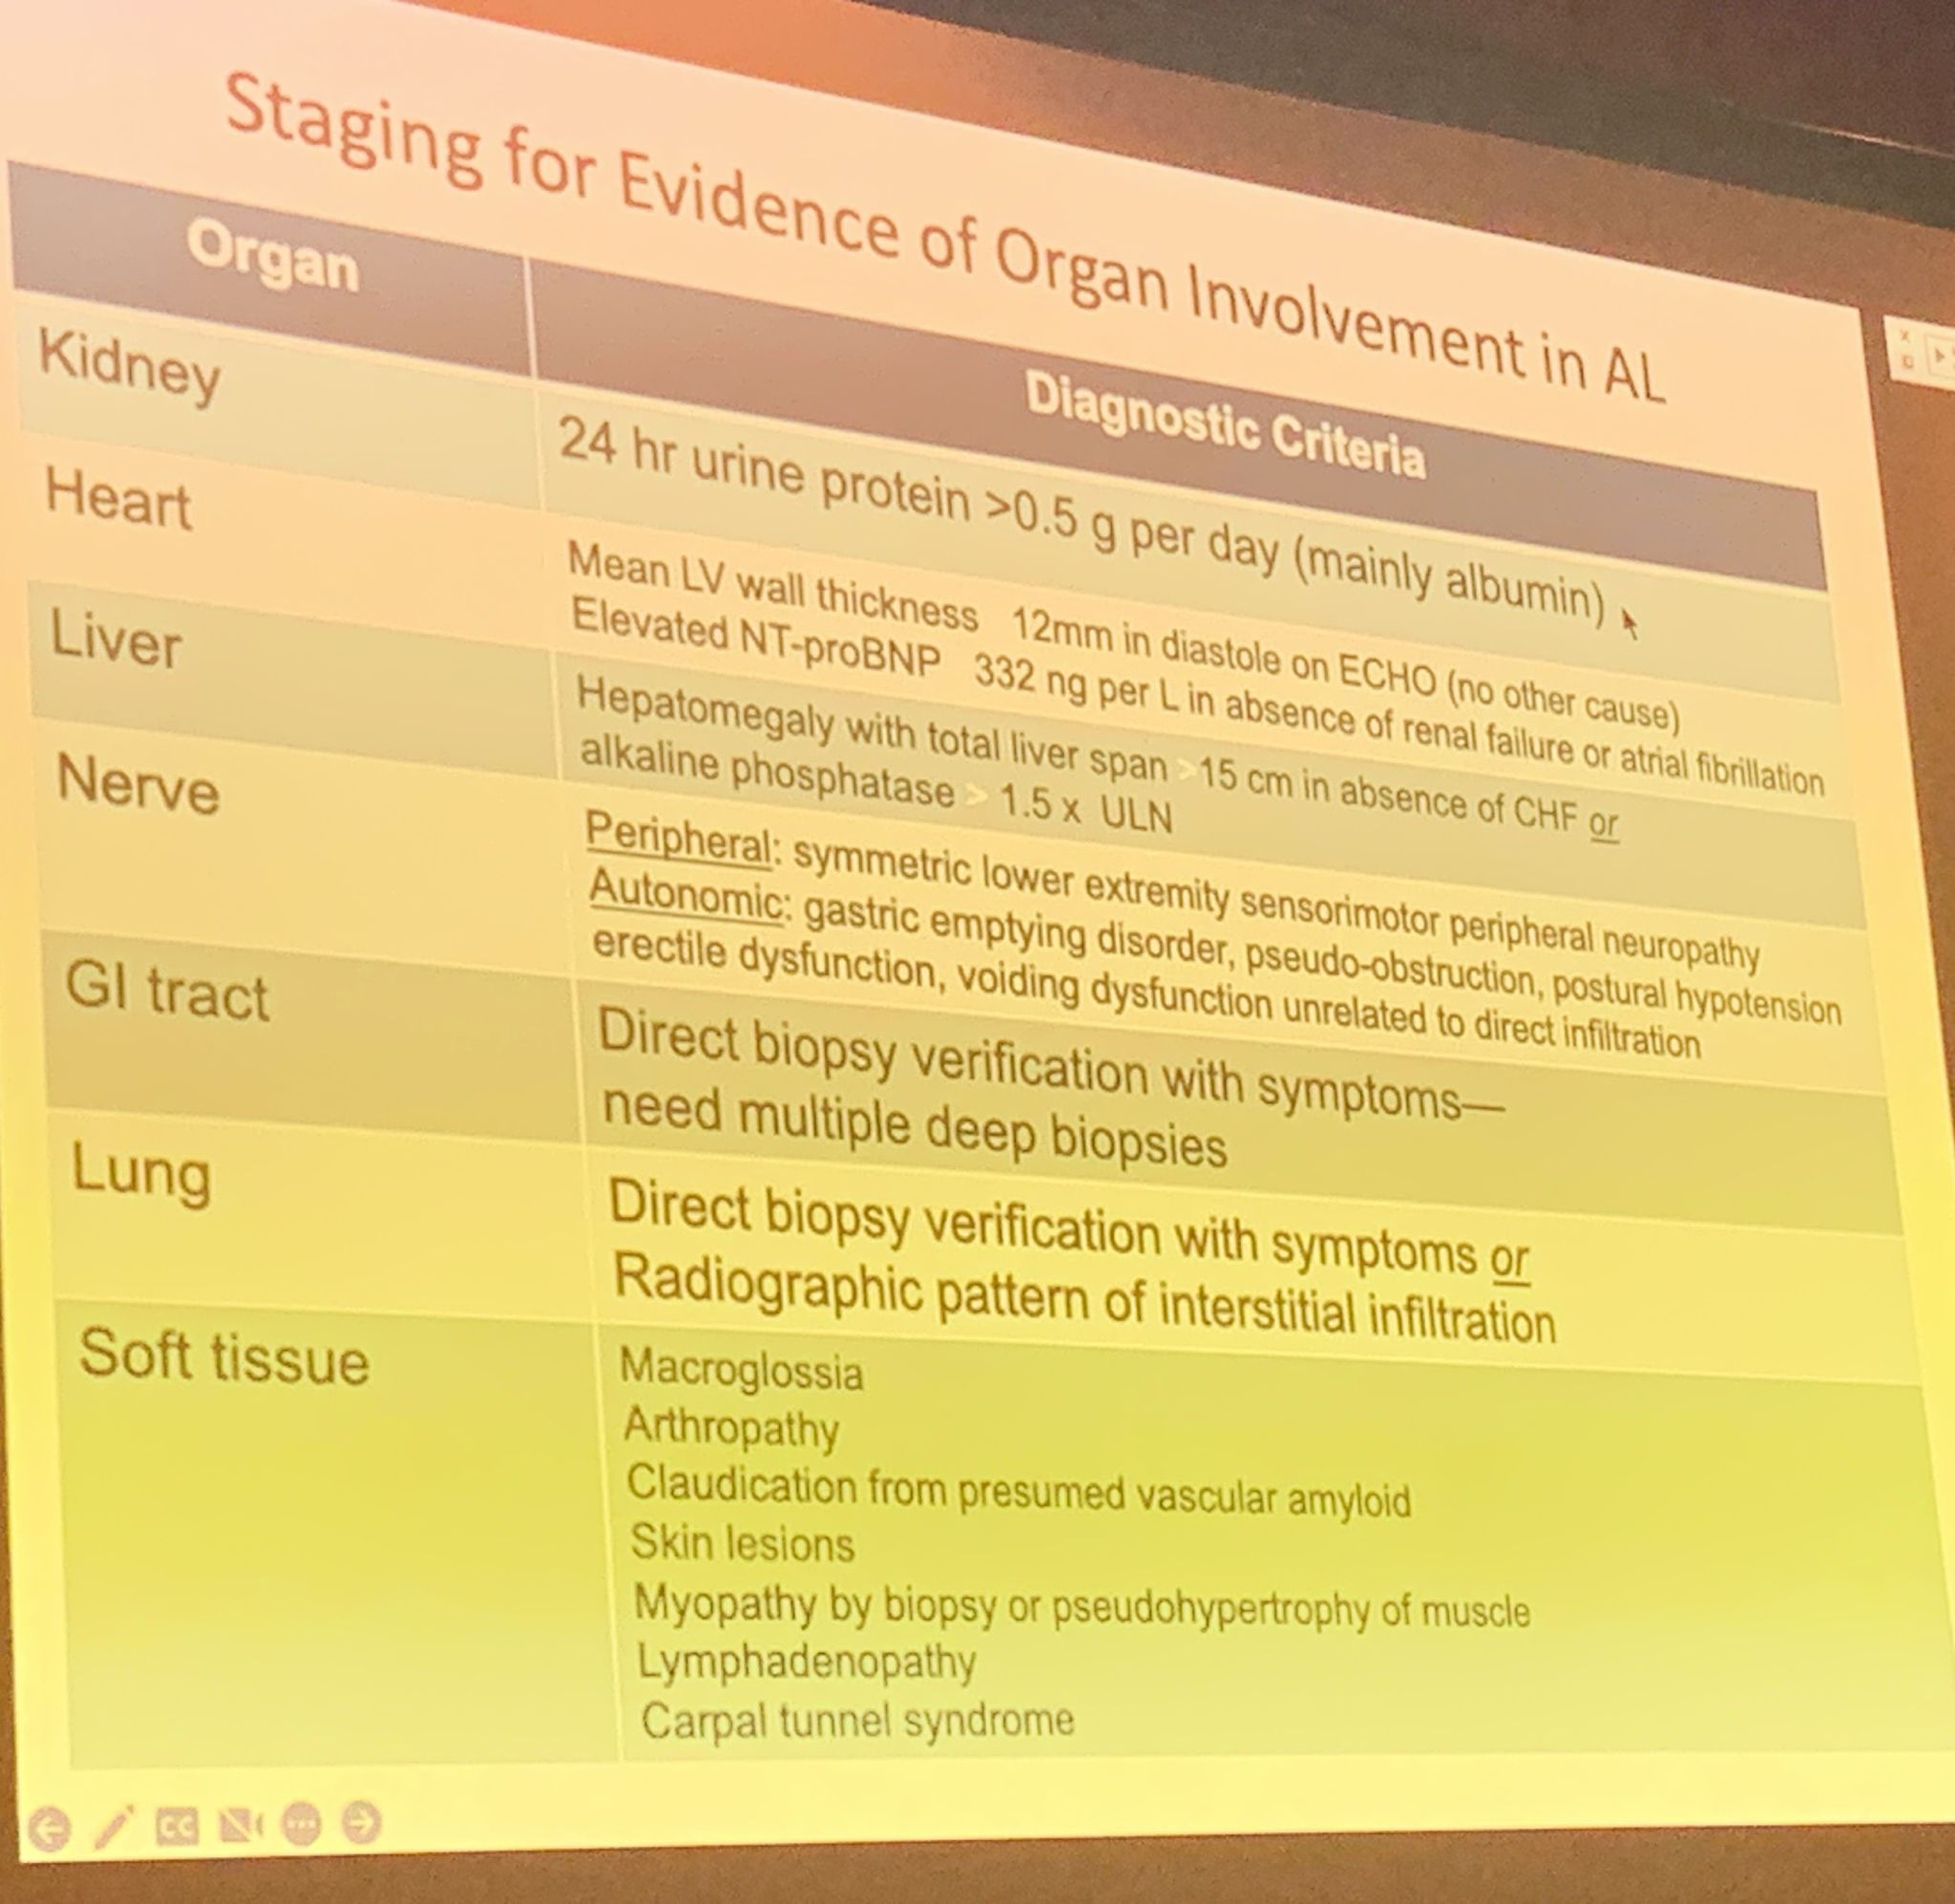 Staging for Evidence of Organ Involvement in AL
Organ
Diagnostic Criteria
Kidney
24 hr urine protein >0.5 g per day (mainly albumin)
Heart
Mean LV wall thickness 12mm in diastole on ECHO (no other cause)
Elevated NT-proBNP 332 ng per L in absence of renal failure or atrial fibrillation
Liver
Hepatomegaly with total liver span >15 cm in absence of CHF or
alkaline phosphatase > 1.5 x ULN
Nerve
Peripheral: symmetric lower extremity sensorimotor peripheral neuropathy
Autonomic: gastric emptying disorder, pseudo-obstruction, postural hypotension
erectile dysfunction, voiding dysfunction unrelated to direct infiltration
GI tract
Direct biopsy verification with symptoms—
need multiple deep biopsies
Lung
Direct biopsy verification with symptoms or
Radiographic pattern of interstitial infiltration
Soft tissue
Macroglossia
Arthropathy
Claudication from presumed vascular amyloid
Skin lesions
Myopathy by biopsy or pseudohypertrophy of muscle
Lymphadenopathy
Carpal tunnel syndrome
CC